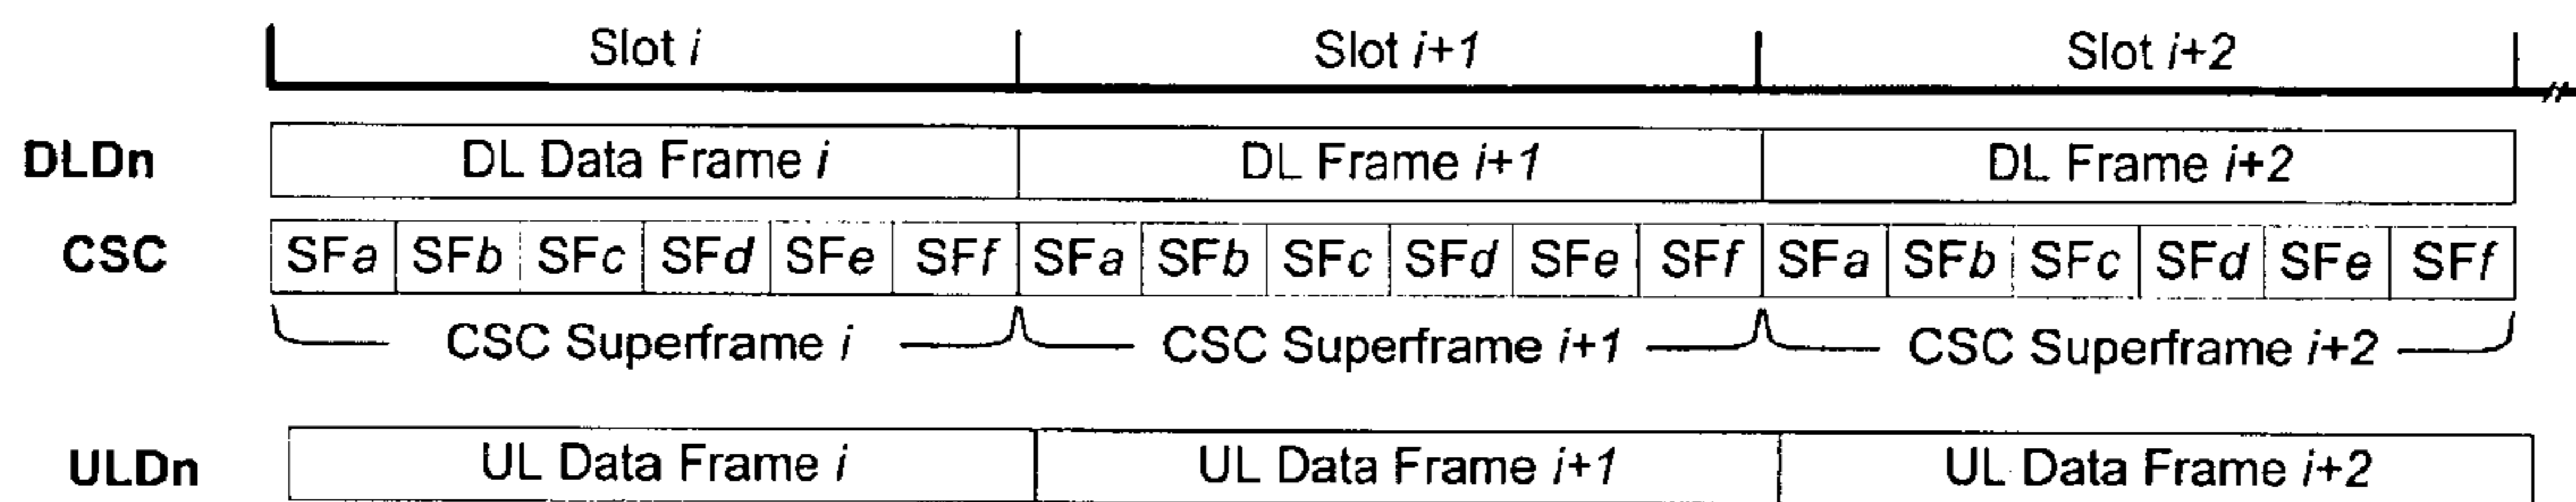 Slot i Slot i+1 Slot i+2
DLDn DL Data Frame i DL Frame i+1 DL Frame i+2
CSC SFa SFb SFc SFd SFe SFf SFa SFb SFc SFd SFe SFf SFa SFb SFc SFd SFe SFf
CSC Superframe i CSC Superframe i+1 CSC Superframe i+2
ULDn UL Data Frame i UL Data Frame i+1 UL Data Frame i+2